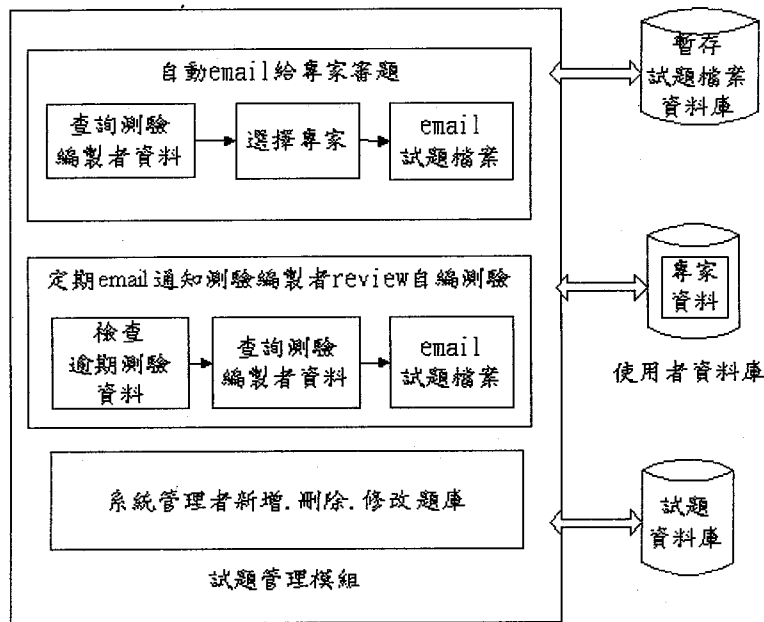 自動email給專家審題
查詢測驗
編製者資料
選擇專家
email
試題檔案
定期email通知測驗編製者review自編測驗
檢查
逾期測驗
資料
查詢測驗
編製者資料
email
試題檔案
系統管理者新增.刪除.修改題庫
試題管理模組
暫存
試題檔案
資料庫
專家
資料
使用者資料庫
試題
資料庫